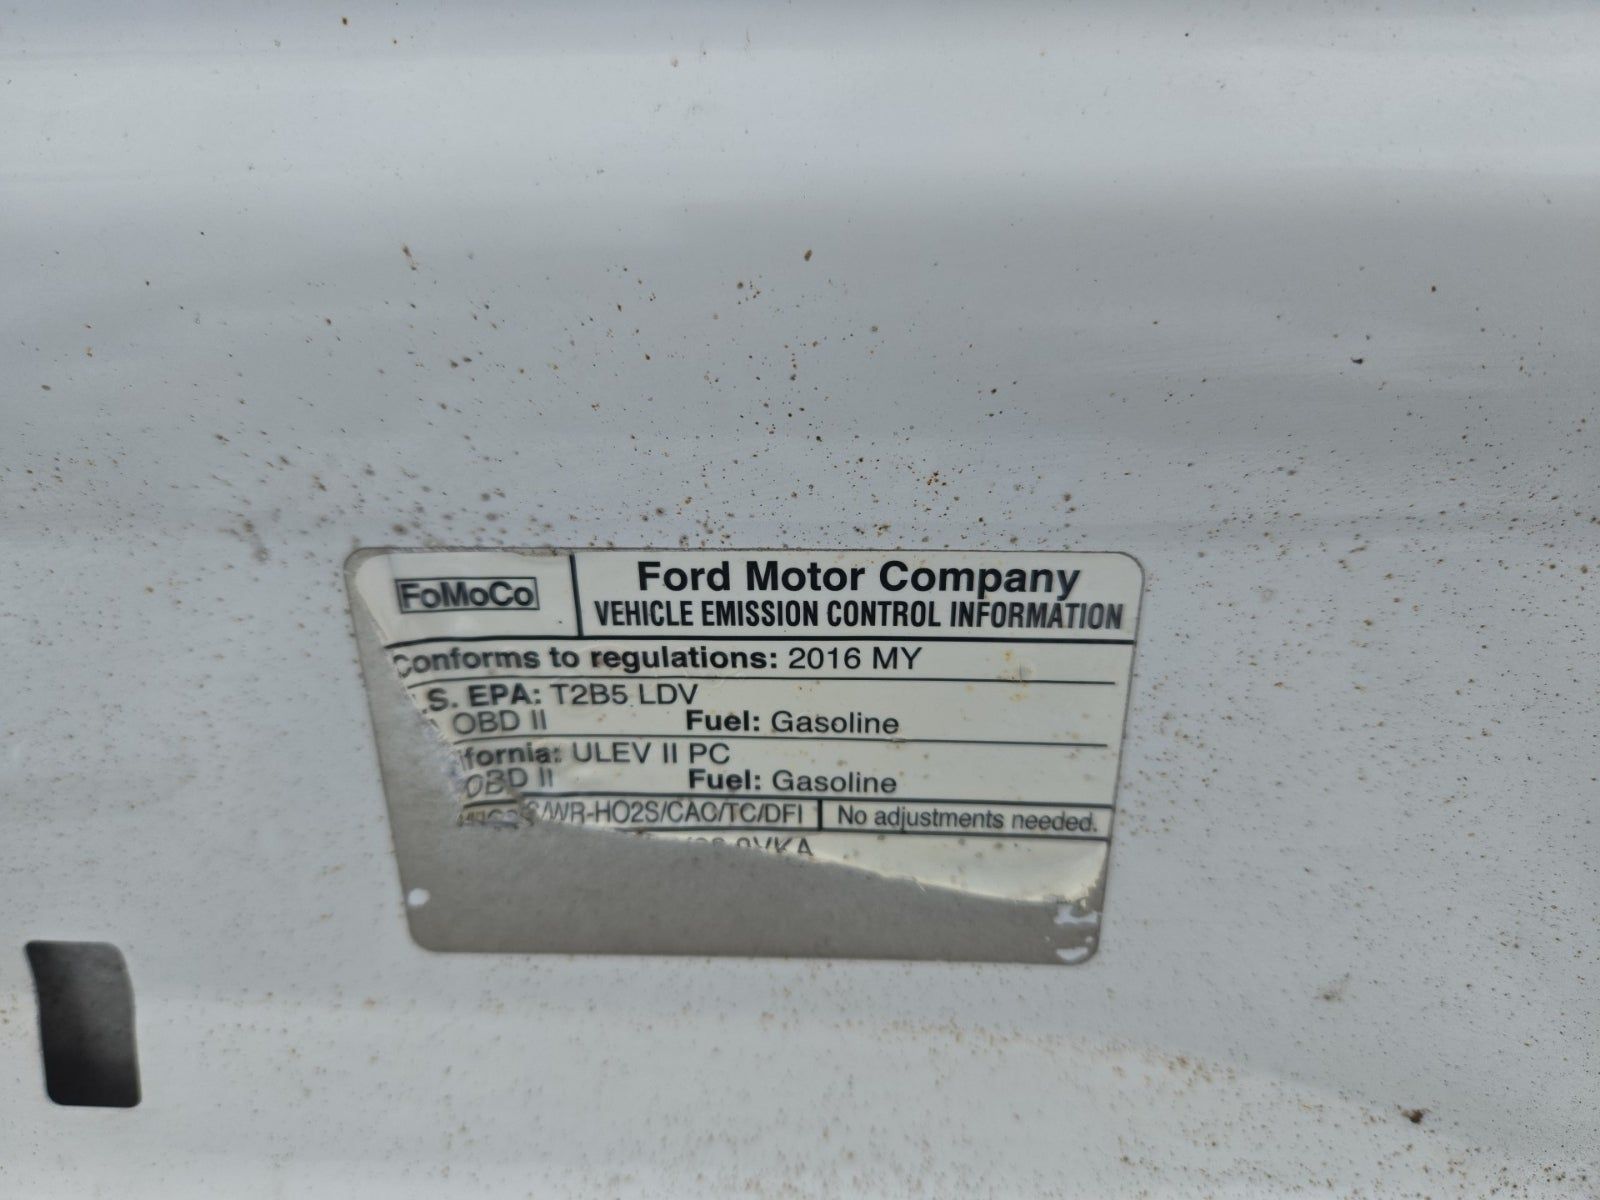 FoMoCo
Ford Motor Company
VEHICLE EMISSION CONTROL INFORMATION
Conforms to regulations: 2016 MY
.S. EPA: T2B5 LDV
OBD II Fuel: Gasoline
ifornia: ULEV II PC
OBD II Fuel: Gasoline
S/WR-HO2S/CAC/TC/DFI No adjustments needed.